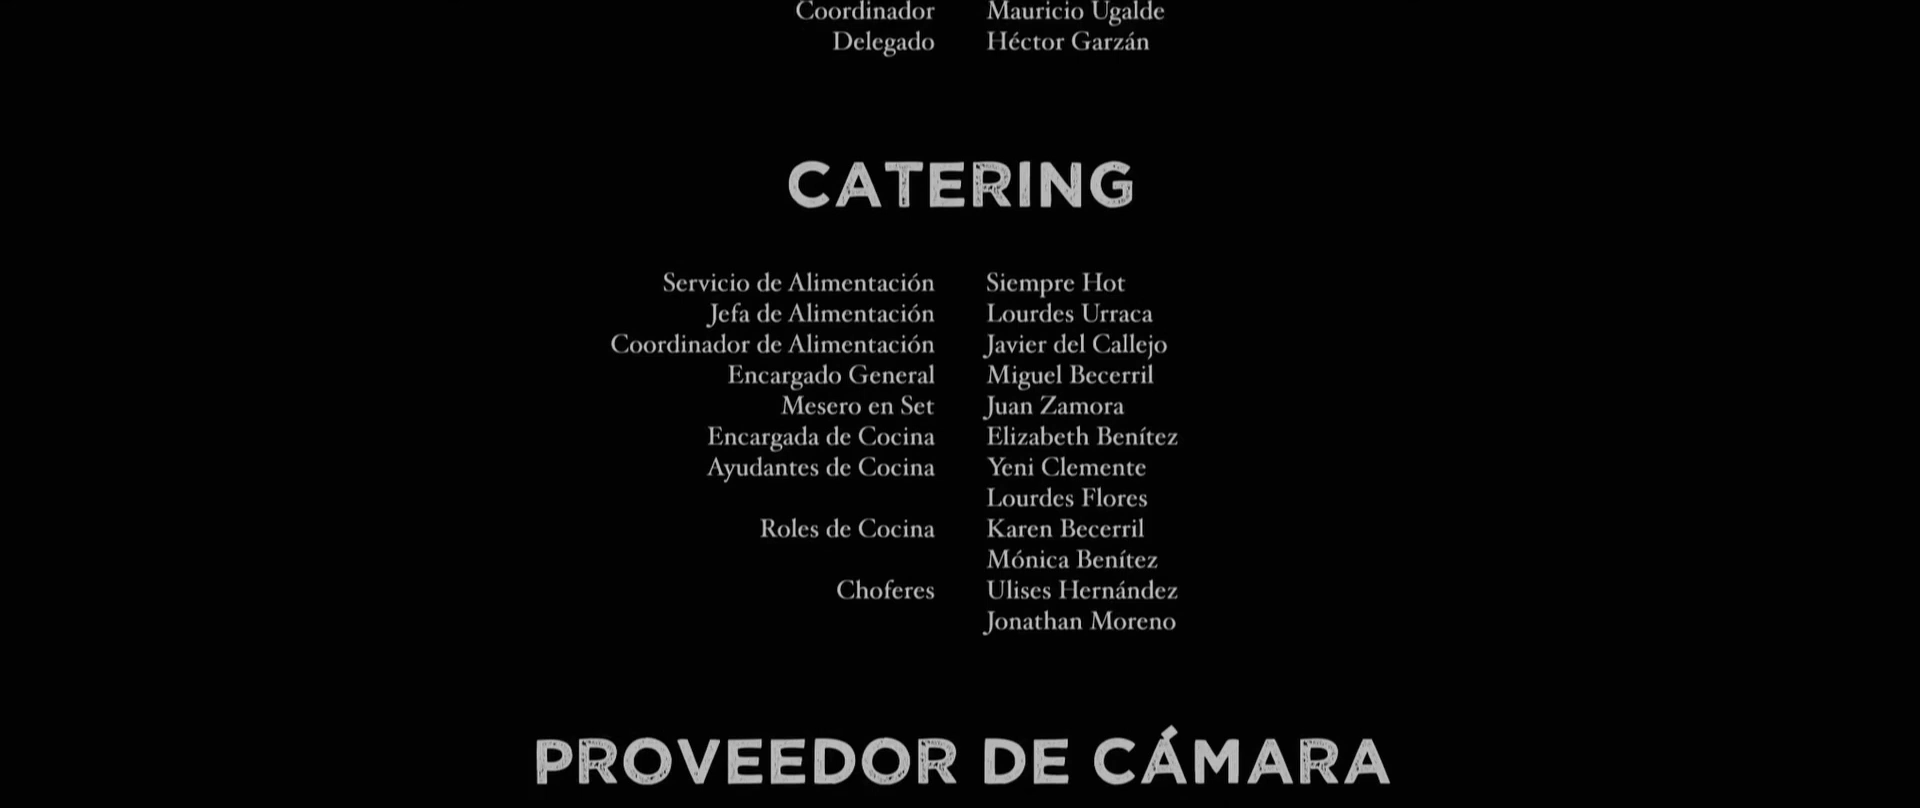 Coordinador Mauricio Ugalde
Delegado Héctor Garzán
CATERING
Servicio de Alimentación Siempre Hot
Jefa de Alimentación Lourdes Urraca
Coordinador de Alimentación Javier del Callejo
Encargado General Miguel Becerril
Mesero en Set Juan Zamora
Encargada de Cocina Elizabeth Benítez
Ayudantes de Cocina Yeni Clemente
Lourdes Flores
Roles de Cocina Karen Becerril
Mónica Benítez
Choferes Ulises Hernández
Jonathan Moreno
PROVEEDOR DE CÁMARA